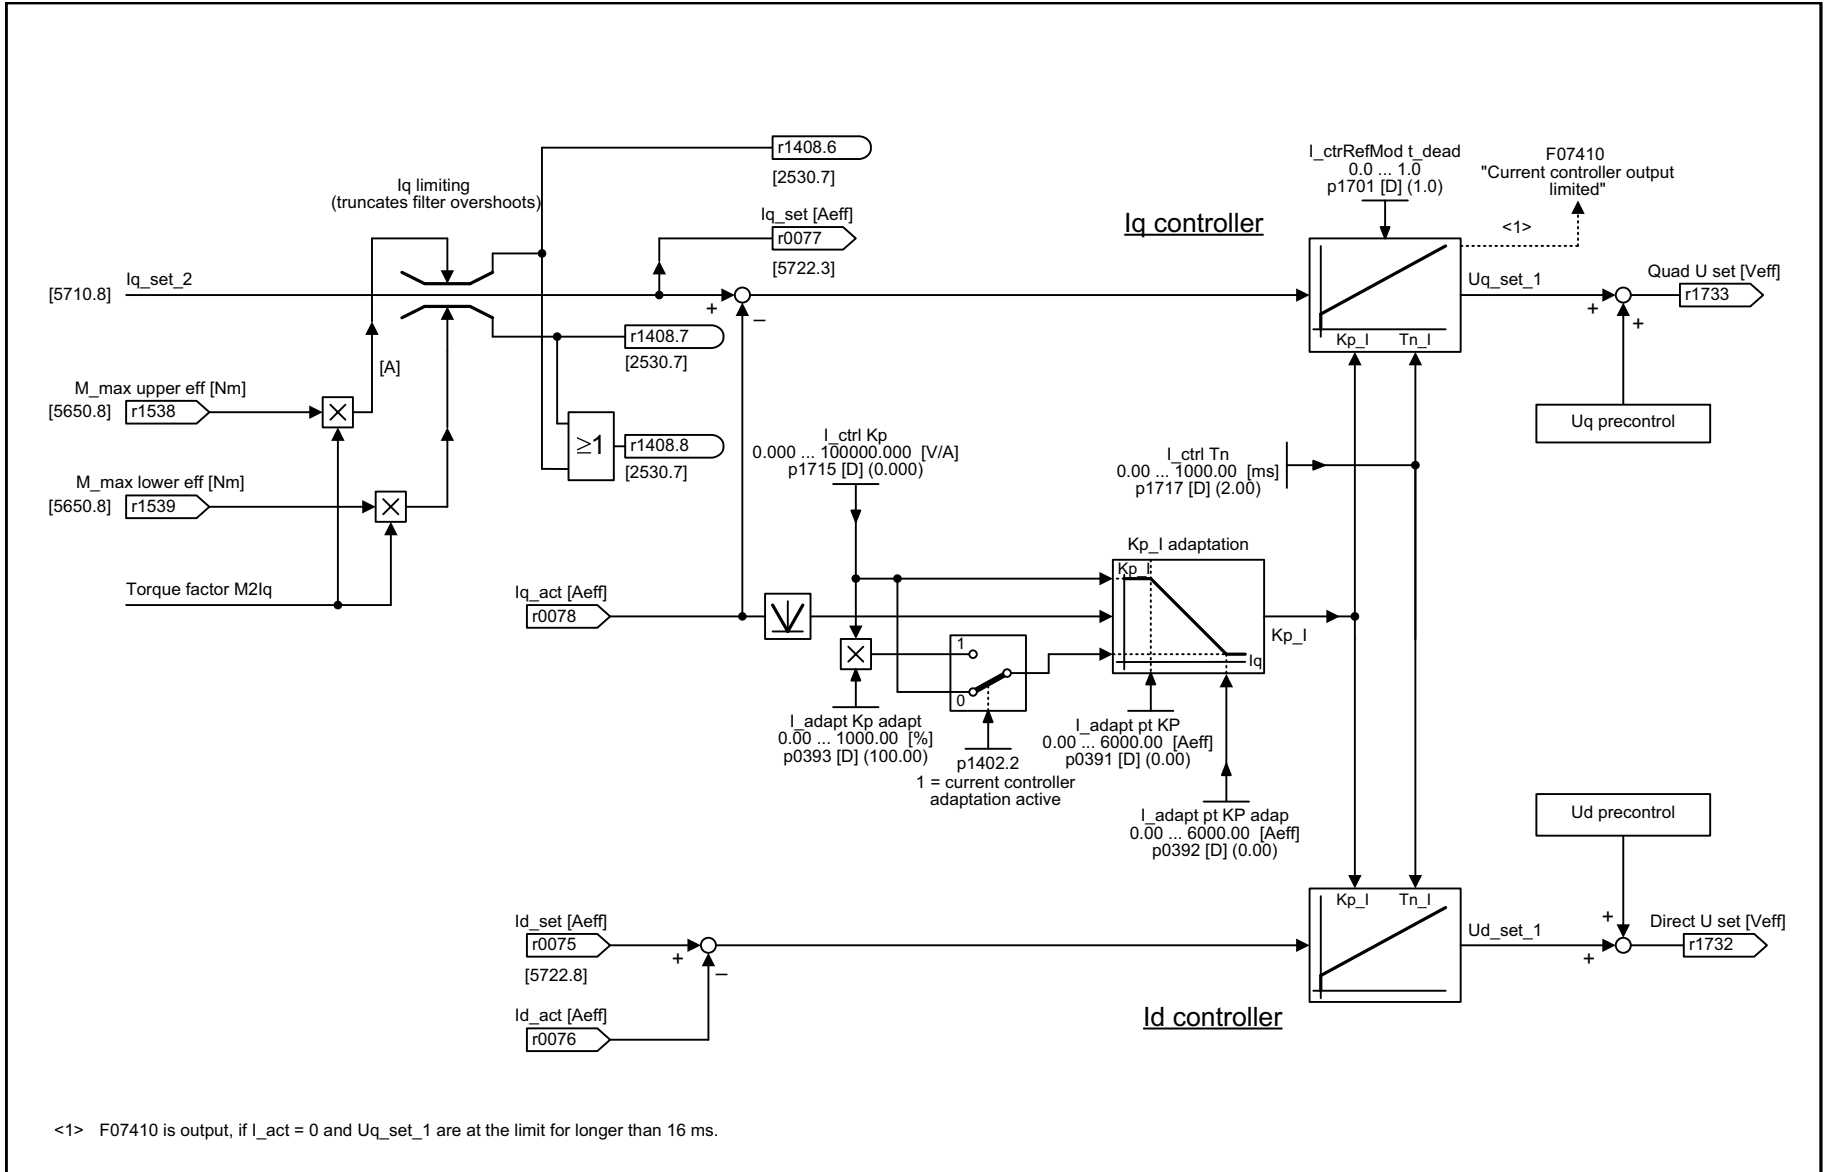 r1408.6
[2530.7]
Iq limiting
(truncates filter overshoots)
Iq_set [Aeff]
r0077
[5722.3]
Iq controller
I_ctrRefMod t_dead
0.0 ... 1.0
p1701 [D] (1.0)
F07410
"Current controller output
limited"
<1>
[5710.8]
Iq_set_2
+
–
Kp_I
Tn_I
Uq_set_1
+
+
Quad U set [Veff]
r1733
r1408.7
[2530.7]
[A]
M_max upper eff [Nm]
[5650.8]
r1538
×
Uq precontrol
≥1
r1408.8
[2530.7]
I_ctrl Kp
0.000 ... 100000.000 [V/A]
p1715 [D] (0.000)
I_ctrl Tn
0.00 ... 1000.00 [ms]
p1717 [D] (2.00)
M_max lower eff [Nm]
[5650.8]
r1539
×
Torque factor M2Iq
Iq_act [Aeff]
r0078
Kp_I adaptation
Kp_I
Iq
Kp_I
×
1
0
I_adapt Kp adapt
0.00 ... 1000.00 [%]
p0393 [D] (100.00)
p1402.2
1 = current controller
adaptation active
I_adapt pt KP
0.00 ... 6000.00 [Aeff]
p0391 [D] (0.00)
I_adapt pt KP adap
0.00 ... 6000.00 [Aeff]
p0392 [D] (0.00)
Ud precontrol
Id_set [Aeff]
r0075
[5722.8]
+
–
Kp_I
Tn_I
Ud_set_1
+
+
Direct U set [Veff]
r1732
Id_act [Aeff]
r0076
Id controller
<1> F07410 is output, if I_act = 0 and Uq_set_1 are at the limit for longer than 16 ms.